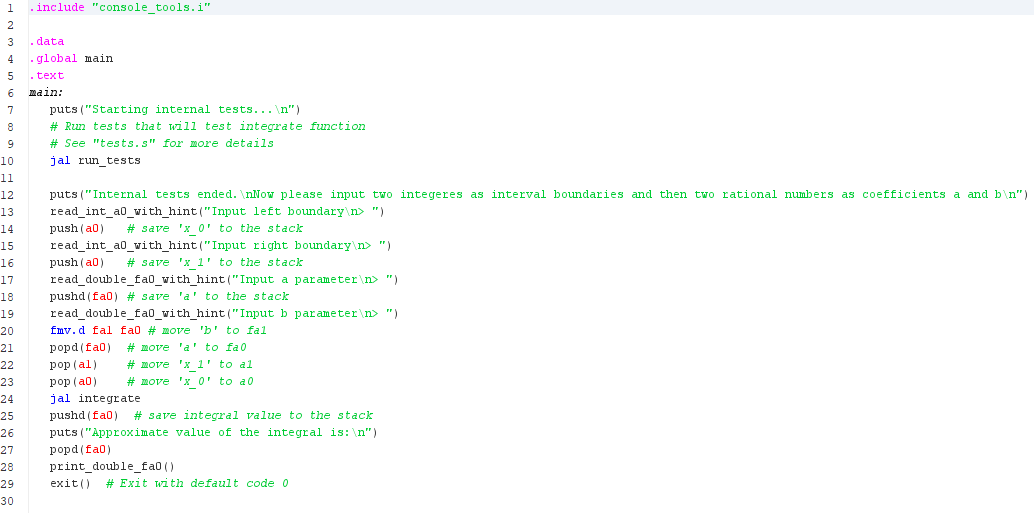 1 .include "console_tools.i"
2
3 .data
4 .global main
5 .text
6 main:
7 puts("Starting internal tests...\n")
8 # Run tests that will test integrate function
9 # See "tests.s" for more details
10 jal run_tests
11
12 puts("Internal tests ended.\nNow please input two integeres as interval boundaries and then two rational numbers as coefficients a and b\n")
13 read_int_a0_with_hint("Input left boundary\n> ")
14 push(a0) # save 'x_0' to the stack
15 read_int_a0_with_hint("Input right boundary\n> ")
16 push(a0) # save 'x_1' to the stack
17 read_double_fa0_with_hint("Input a parameter\n> ")
18 pushd(fa0) # save 'a' to the stack
19 read_double_fa0_with_hint("Input b parameter\n> ")
20 fmv.d fa1 fa0 # move 'b' to fa1
21 popd(fa0) # move 'a' to fa0
22 pop(a1) # move 'x_1' to a1
23 pop(a0) # move 'x_0' to a0
24 jal integrate
25 pushd(fa0) # save integral value to the stack
26 puts("Approximate value of the integral is:\n")
27 popd(fa0)
28 print_double_fa0()
29 exit() # Exit with default code 0
30